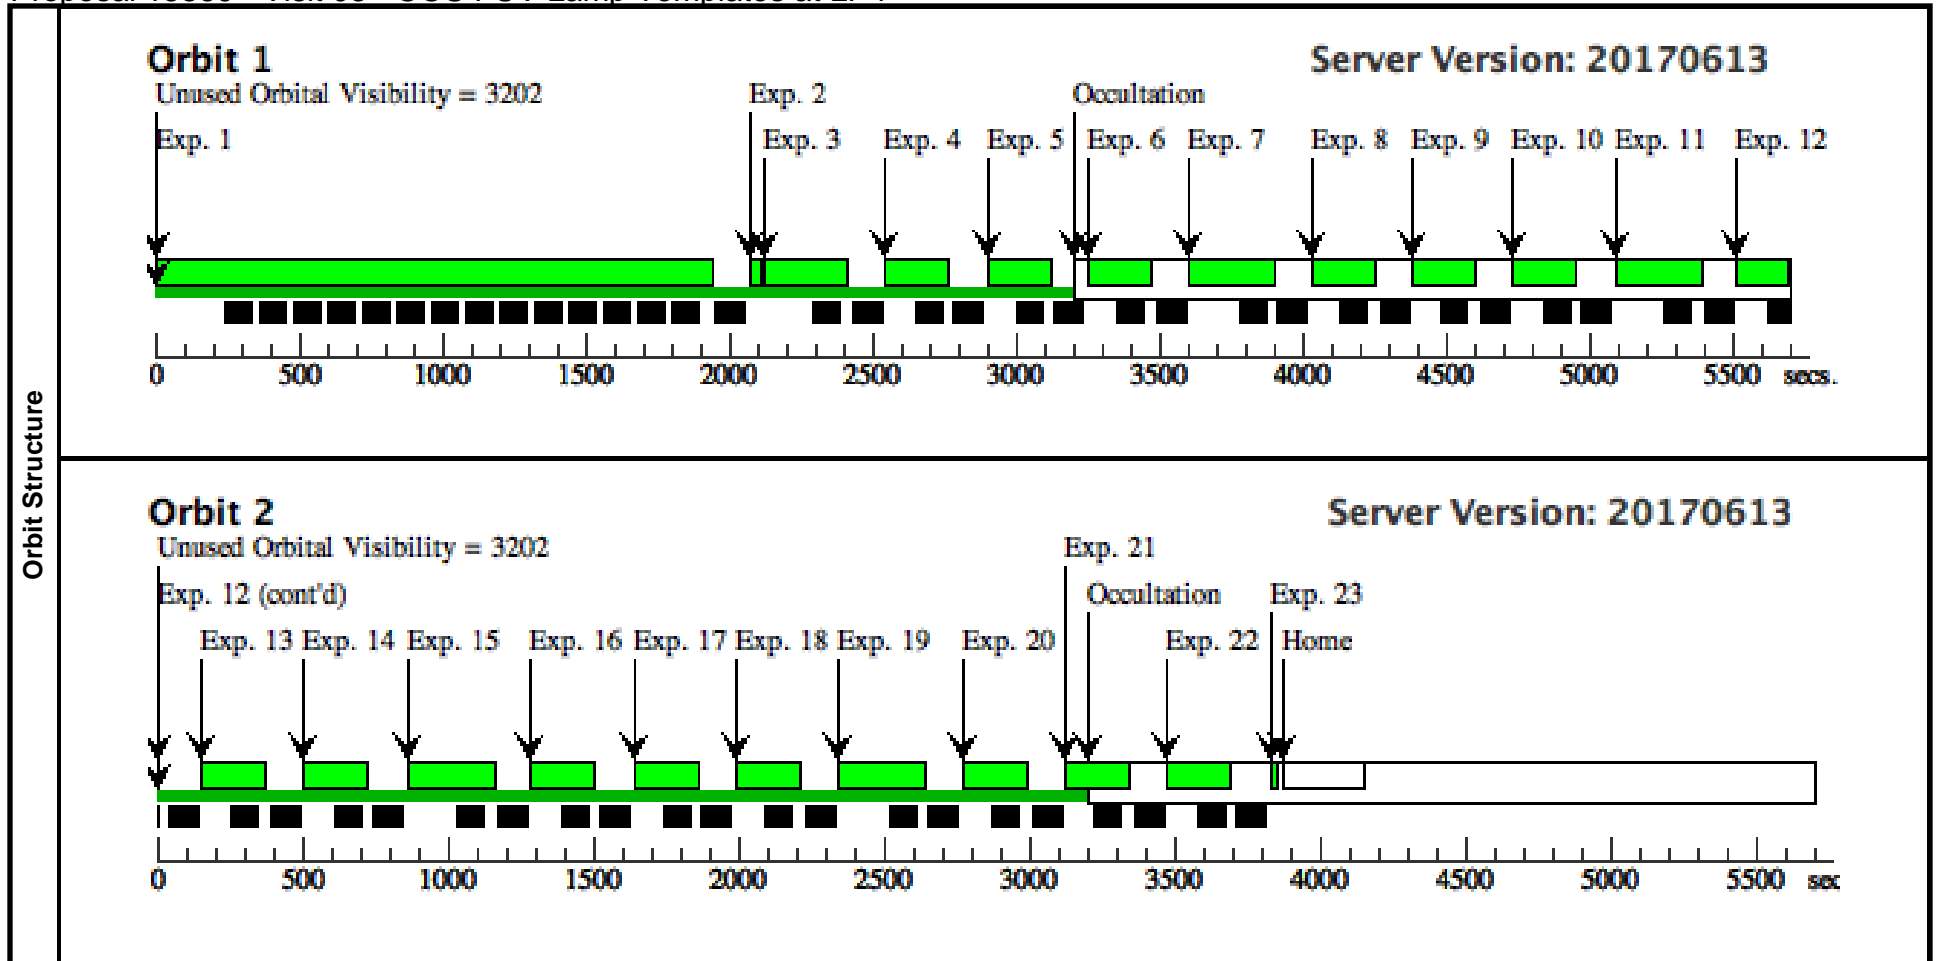 Orbit Structure
Orbit 1
Server Version: 20170613
Unused Orbital Visibility = 3202
Exp. 2
Occultation
Exp. 1
Exp. 3
Exp. 4
Exp. 5
Exp. 6
Exp. 7
Exp. 8
Exp. 9
Exp. 10
Exp. 11
Exp. 12
0 500 1000 1500 2000 2500 3000 3500 4000 4500 5000 5500 secs.
Orbit 2
Server Version: 20170613
Unused Orbital Visibility = 3202
Exp. 21
Exp. 12 (cont'd)
Occultation
Exp. 23
Exp. 13
Exp. 14
Exp. 15
Exp. 16
Exp. 17
Exp. 18
Exp. 19
Exp. 20
Exp. 22
Home
0 500 1000 1500 2000 2500 3000 3500 4000 4500 5000 5500 sec